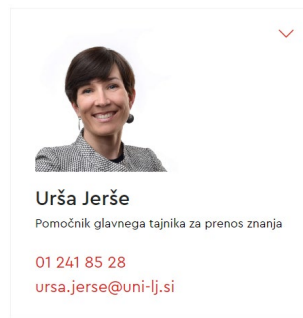 Urša Jerše
Pomočnik glavnega tajnika za prenos znanja
01 241 85 28
ursa.jerse@uni-lj.si